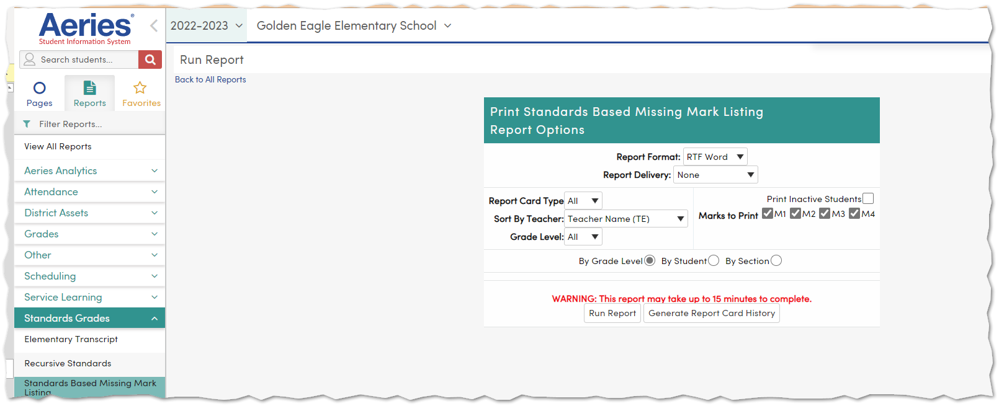 Aeries®
Student Information System
Search students...
Pages
Reports
Favorites
Filter Reports...
View All Reports
Aeries Analytics
Attendance
District Assets
Grades
Other
Scheduling
Service Learning
Standards Grades
Elementary Transcript
Recursive Standards
Standards Based Missing Mark
Listing
2022-2023
Golden Eagle Elementary School
Run Report
Back to All Reports
Print Standards Based Missing Mark Listing
Report Options
Report Format: RTF Word
Report Delivery: None
Report Card Type All
Sort By Teacher: Teacher Name (TE)
Grade Level: All
Print Inactive Students
Marks to Print M1 M2 M3 M4
By Grade Level By Student By Section
WARNING: This report may take up to 15 minutes to complete.
Run Report Generate Report Card History